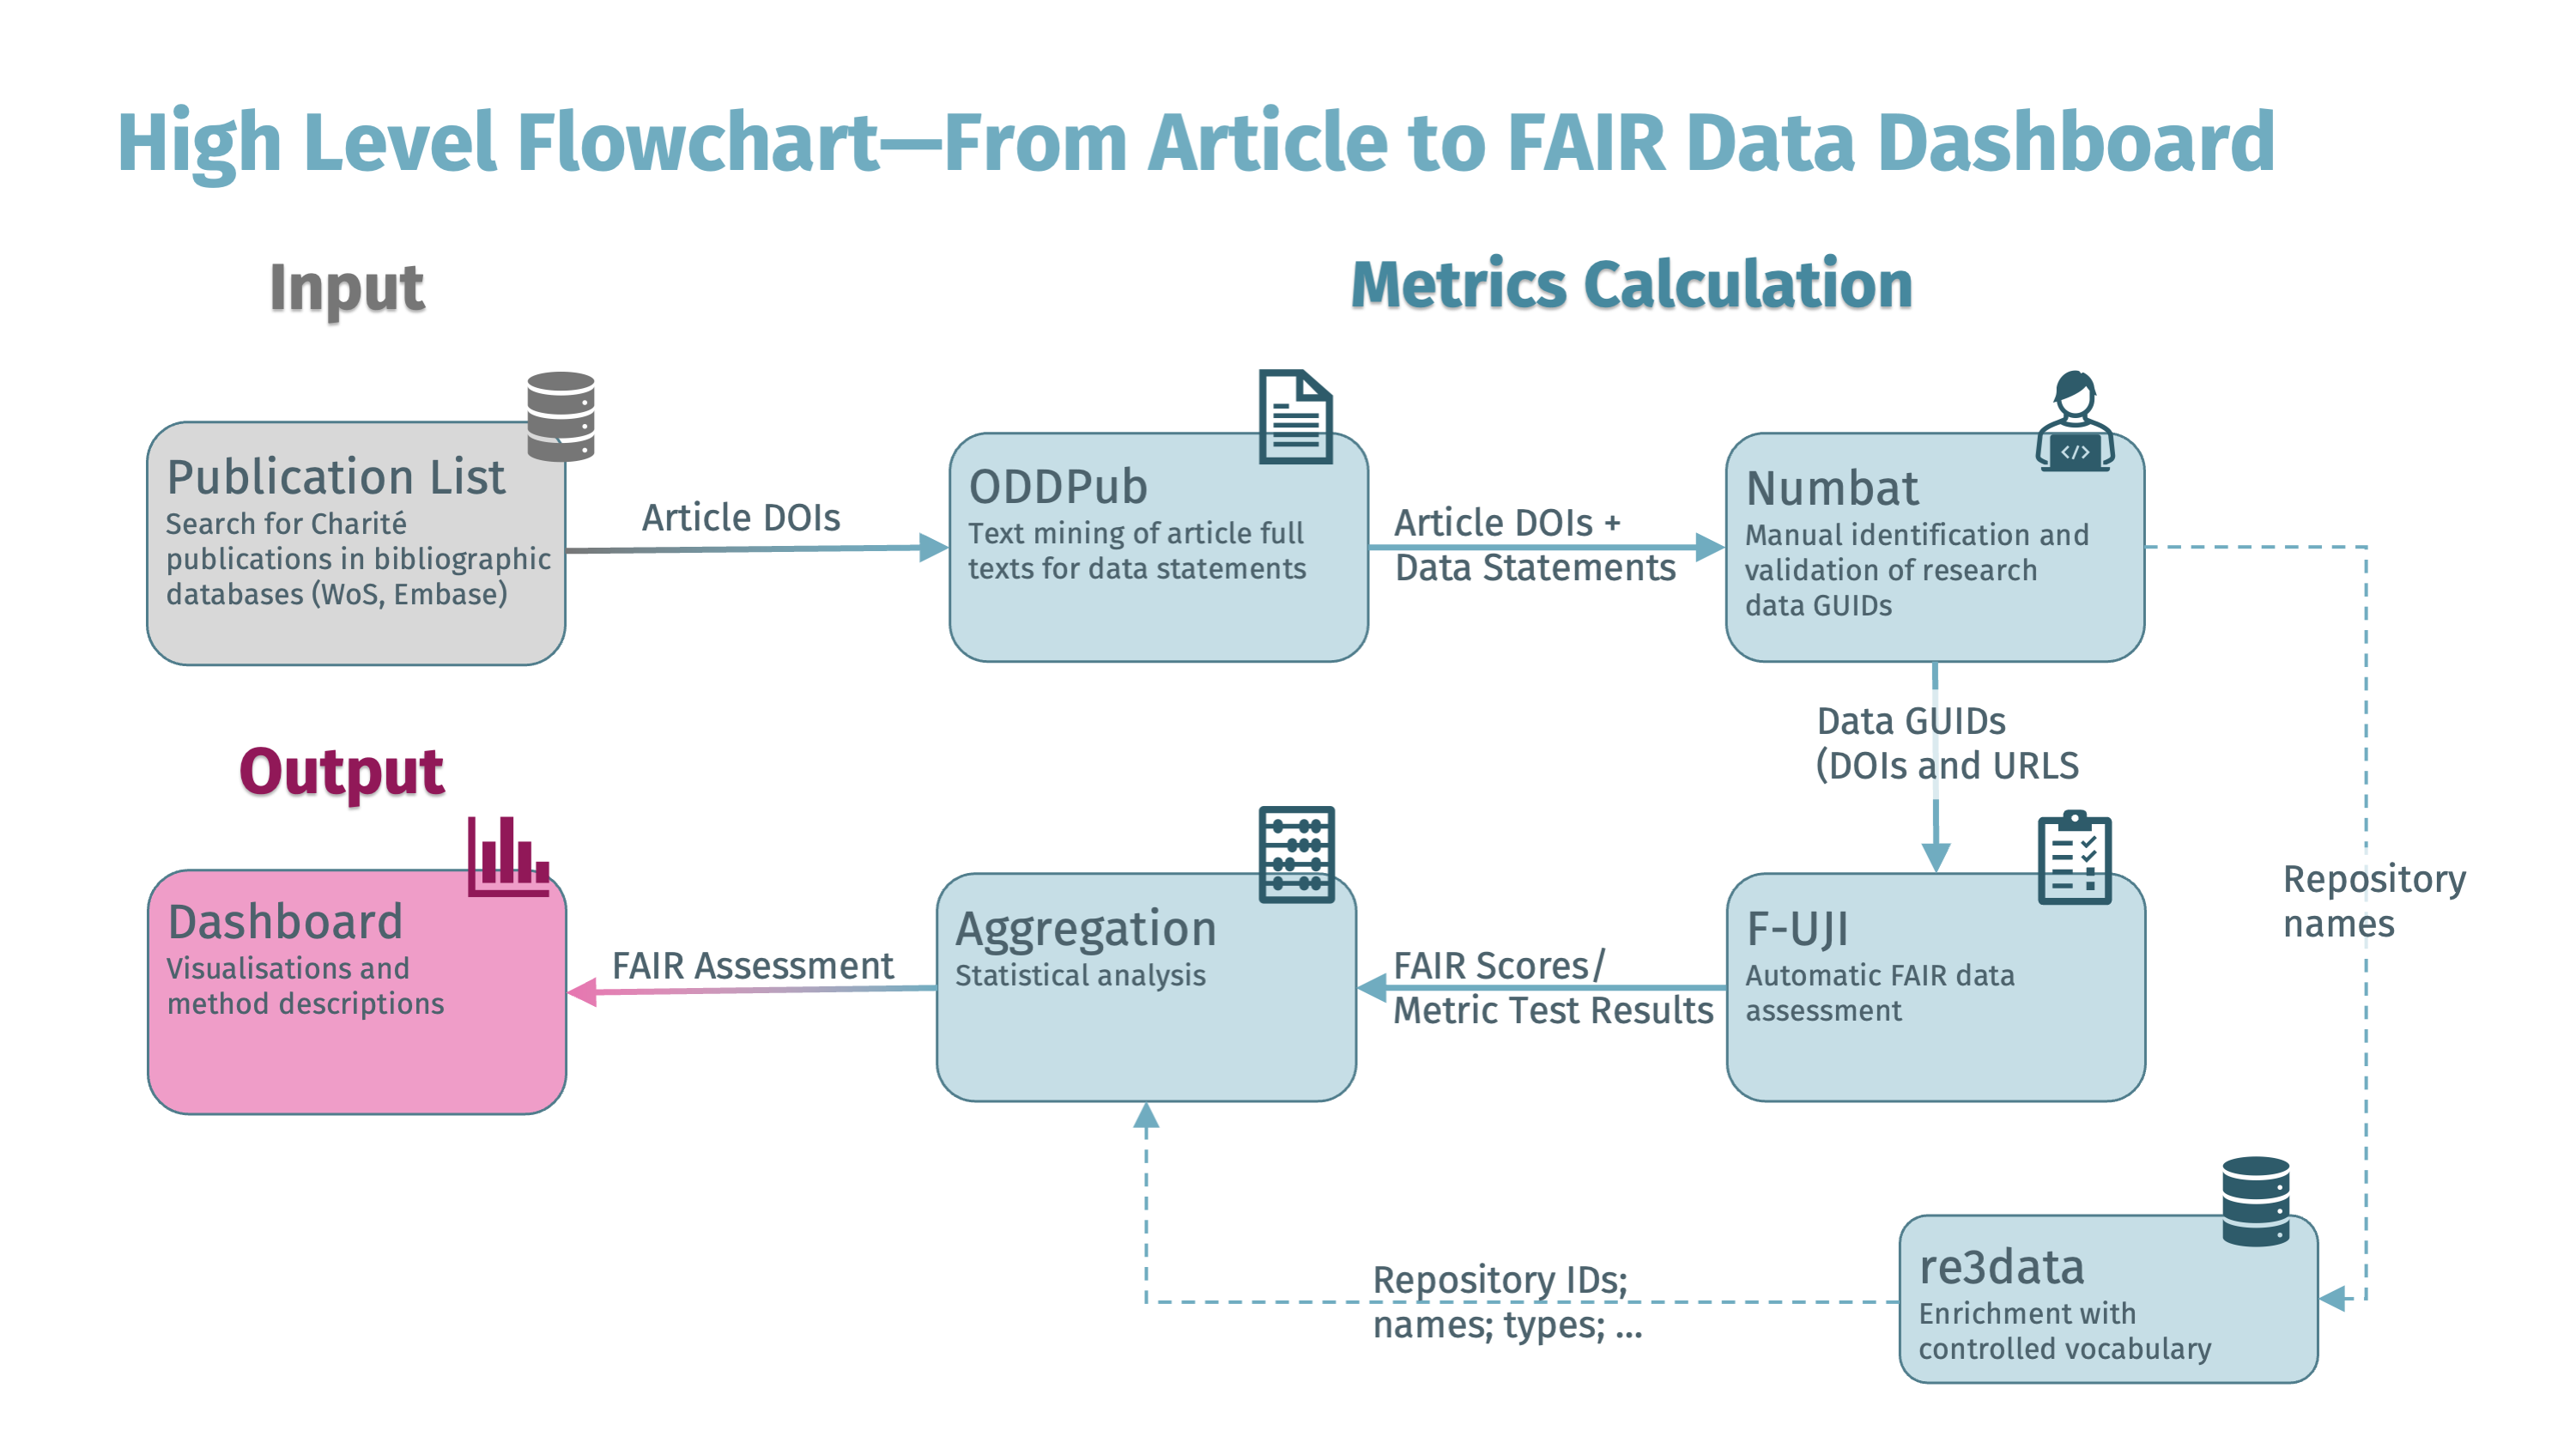 High Level Flowchart—From Article to FAIR Data Dashboard
Input
Metrics Calculation
Publication List
Search for Charité
publications in bibliographic
databases (WoS, Embase)
Article DOIs
ODDPub
Text mining of article full
texts for data statements
Article DOIs +
Data Statements
Numbat
Manual identification and
validation of research
data GUIDs
Data GUIDs
(DOIs and URLS
Repository
names
Output
Dashboard
Visualisations and
method descriptions
FAIR Assessment
Aggregation
Statistical analysis
FAIR Scores/
Metric Test Results
F-UJI
Automatic FAIR data
assessment
Repository IDs;
names; types; ...
re3data
Enrichment with
controlled vocabulary